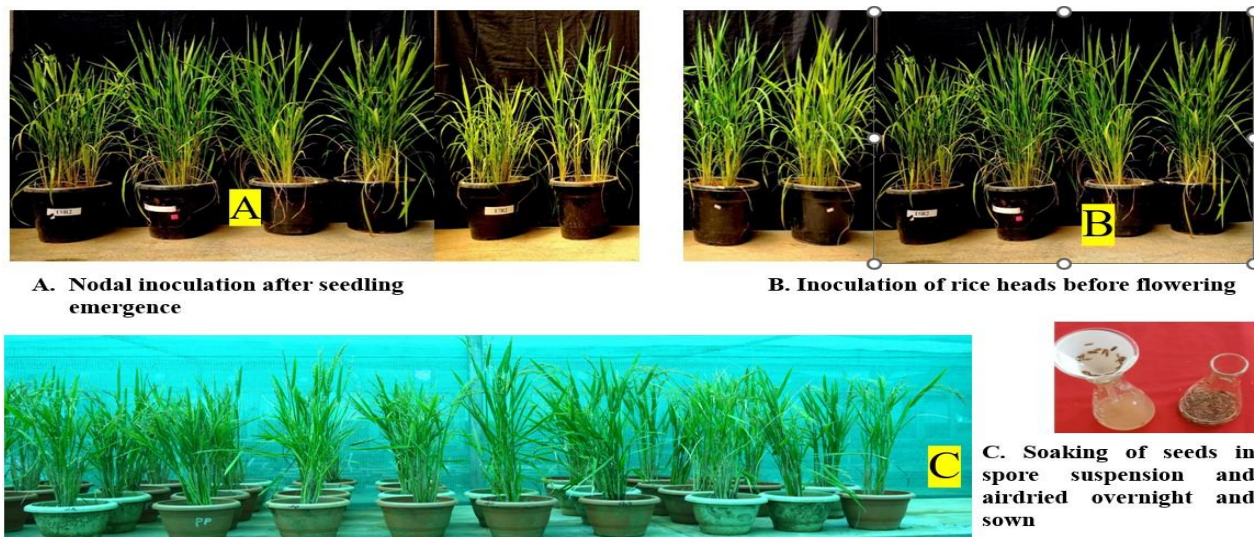 A
B
A. Nodal inoculation after seedling
emergence
B. Inoculation of rice heads before flowering
C
PP
C. Soaking of seeds in
spore suspension and
airdried overnight and
sown